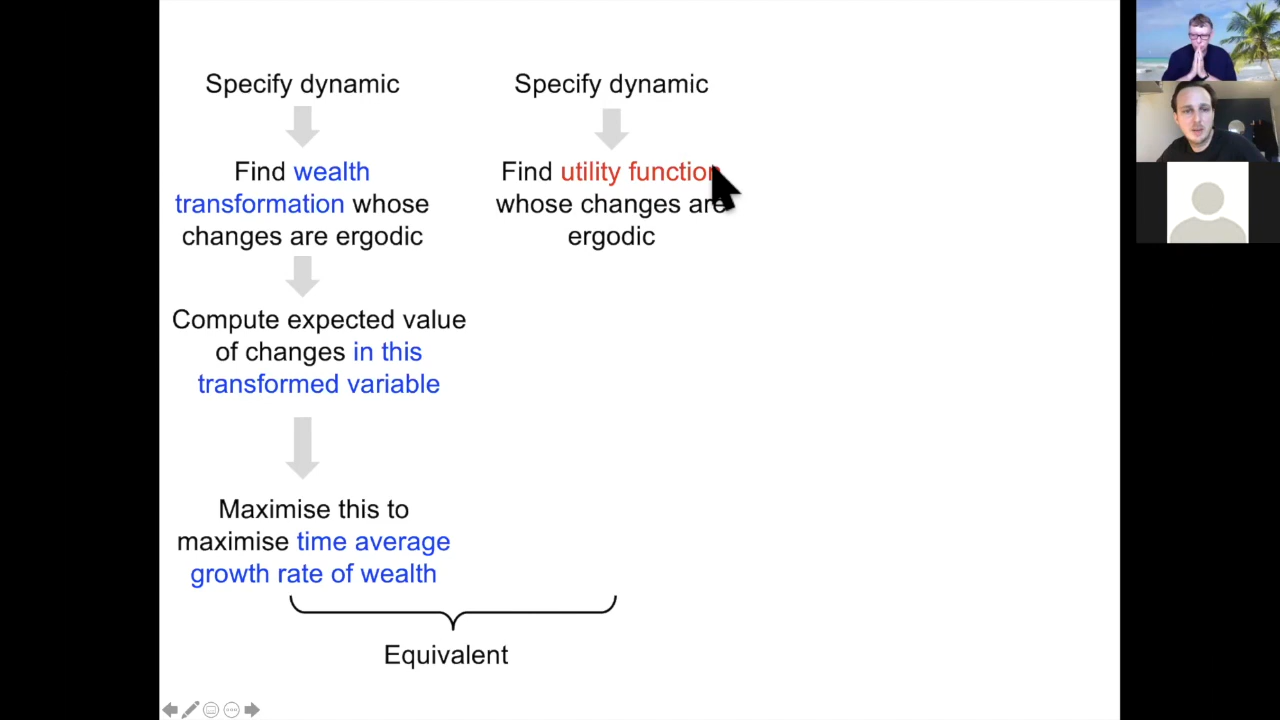 Specify dynamic
Find wealth
transformation whose
changes are ergodic
Compute expected value
of changes in this
transformed variable
Maximise this to
maximise time average
growth rate of wealth
Specify dynamic
Find utility function
whose changes are
ergodic
Equivalent